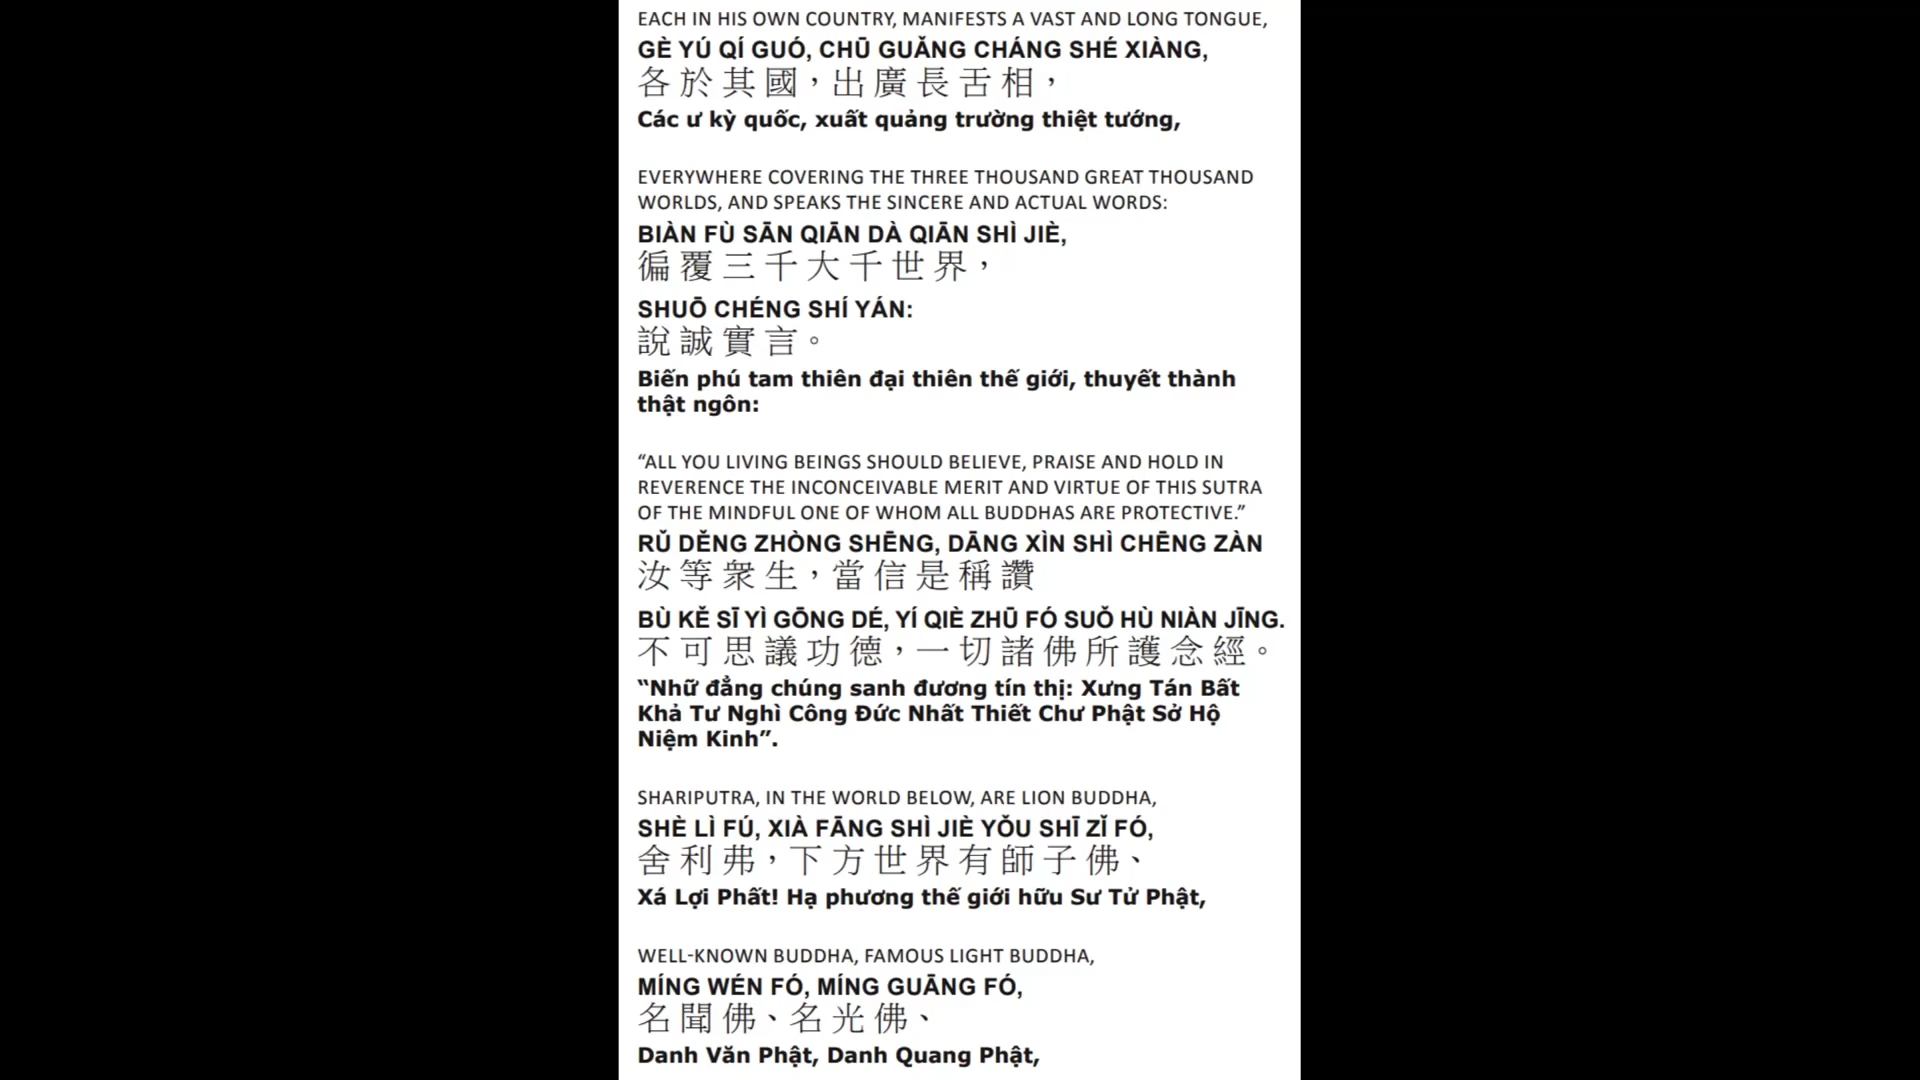 EACH IN HIS OWN COUNTRY, MANIFESTS A VAST AND LONG TONGUE,
GÈ YÚ QÍ GUÓ, CHŪ GUĂNG CHÁNG SHÉ XIÀNG,
各於其國，出廣長舌相，
Các ư kỳ quốc, xuất quảng trường thiệt tướng,
EVERYWHERE COVERING THE THREE THOUSAND GREAT THOUSAND
WORLDS, AND SPEAKS THE SINCERE AND ACTUAL WORDS:
BIÀN FÙ SĀN QIĀN DÀ QIĀN SHÌ JIÈ,
徧覆三千大千世界，
SHUŌ CHÉNG SHÍ YÁN:
說誠實言。
Biến phú tam thiên đại thiên thế giới, thuyết thành
thật ngôn:
“ALL YOU LIVING BEINGS SHOULD BELIEVE, PRAISE AND HOLD IN
REVERENCE THE INCONCEIVABLE MERIT AND VIRTUE OF THIS SUTRA
OF THE MINDFUL ONE OF WHOM ALL BUDDHAS ARE PROTECTIVE.”
RŬ DĔNG ZHÒNG SHĒNG, DĀNG XÌN SHÌ CHĒNG ZÀN
汝等衆生，當信是稱讚
BÙ KĔ SĪ YÌ GŌNG DÉ, YÍ QIÈ ZHŪ FÓ SUǑ HÙ NIÀN JĪNG.
不可思議功德，一切諸佛所護念經。
“Nhữ đẳng chúng sanh đương tín thị: Xưng Tán Bất
Khả Tư Nghì Công Đức Nhất Thiết Chư Phật Sở Hộ
Niệm Kinh”.
SHARIPUTRA, IN THE WORLD BELOW, ARE LION BUDDHA,
SHÈ LÌ FÚ, XIÀ FĀNG SHÌ JIÈ YǑU SHĪ ZǏ FÓ,
舍利弗，下方世界有師子佛、
Xá Lợi Phất! Hạ phương thế giới hữu Sư Tử Phật,
WELL-KNOWN BUDDHA, FAMOUS LIGHT BUDDHA,
MÍNG WÉN FÓ, MÍNG GUĀNG FÓ,
名聞佛、名光佛、
Danh Văn Phật, Danh Quang Phật,